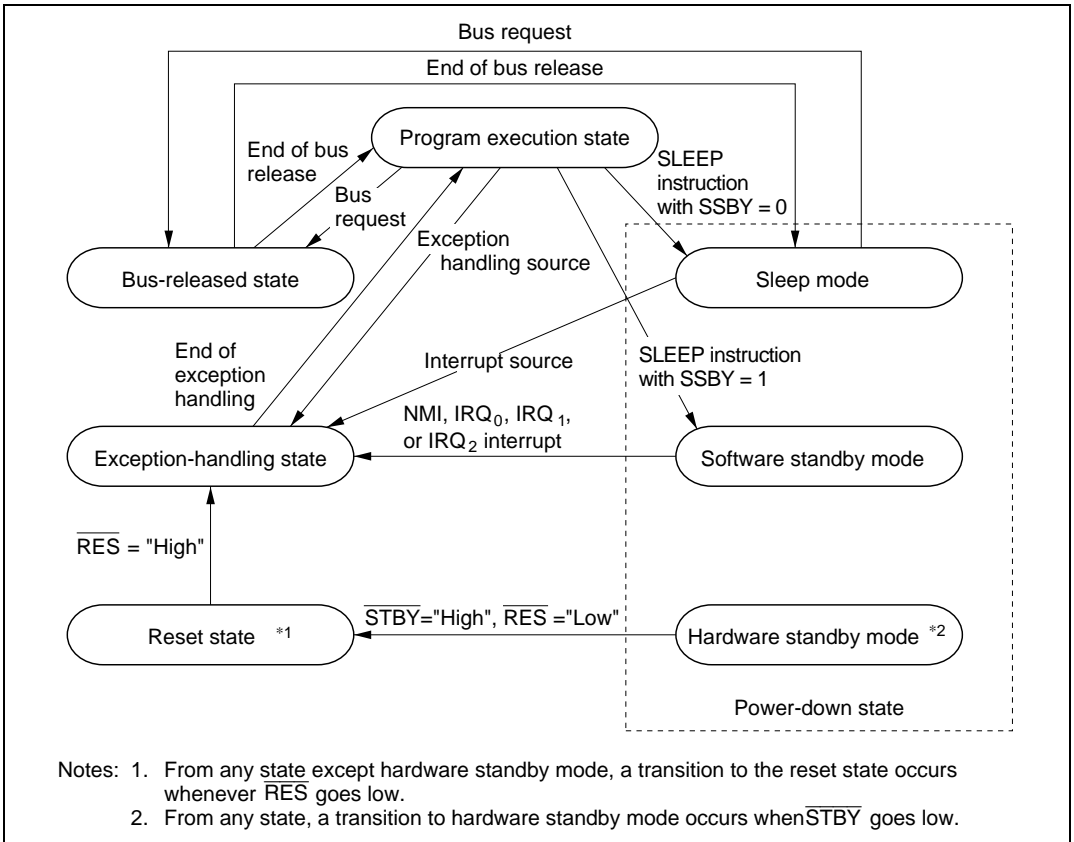 Bus request
End of bus release
Program execution state
End of bus
release
SLEEP
instruction
with SSBY = 0
Bus
request
Exception
handling source
Bus-released state
Sleep mode
End of
exception
handling
Interrupt source
SLEEP instruction
with SSBY = 1
NMI, IRQ0, IRQ1,
or IRQ2 interrupt
Exception-handling state
Software standby mode
R̅E̅S̅ = "High"
S̅T̅B̅Y̅="High", R̅E̅S̅ ="Low"
Reset state *1
Hardware standby mode *2
Power-down state
Notes: 1. From any state except hardware standby mode, a transition to the reset state occurs
whenever R̅E̅S̅ goes low.
2. From any state, a transition to hardware standby mode occurs when S̅T̅B̅Y̅ goes low.